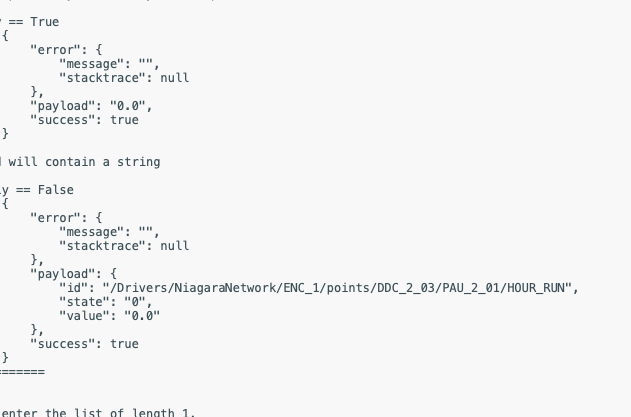 == True
{
"error": {
"message": "",
"stacktrace": null
},
"payload": "0.0",
"success": true
}
will contain a string
y == False
{
"error": {
"message": "",
"stacktrace": null
},
"payload": {
"id": "/Drivers/NiagaraNetwork/ENC_1/points/DDC_2_03/PAU_2_01/HOUR_RUN",
"state": "0",
"value": "0.0"
},
"success": true
}
=======
enter the list of length 1.